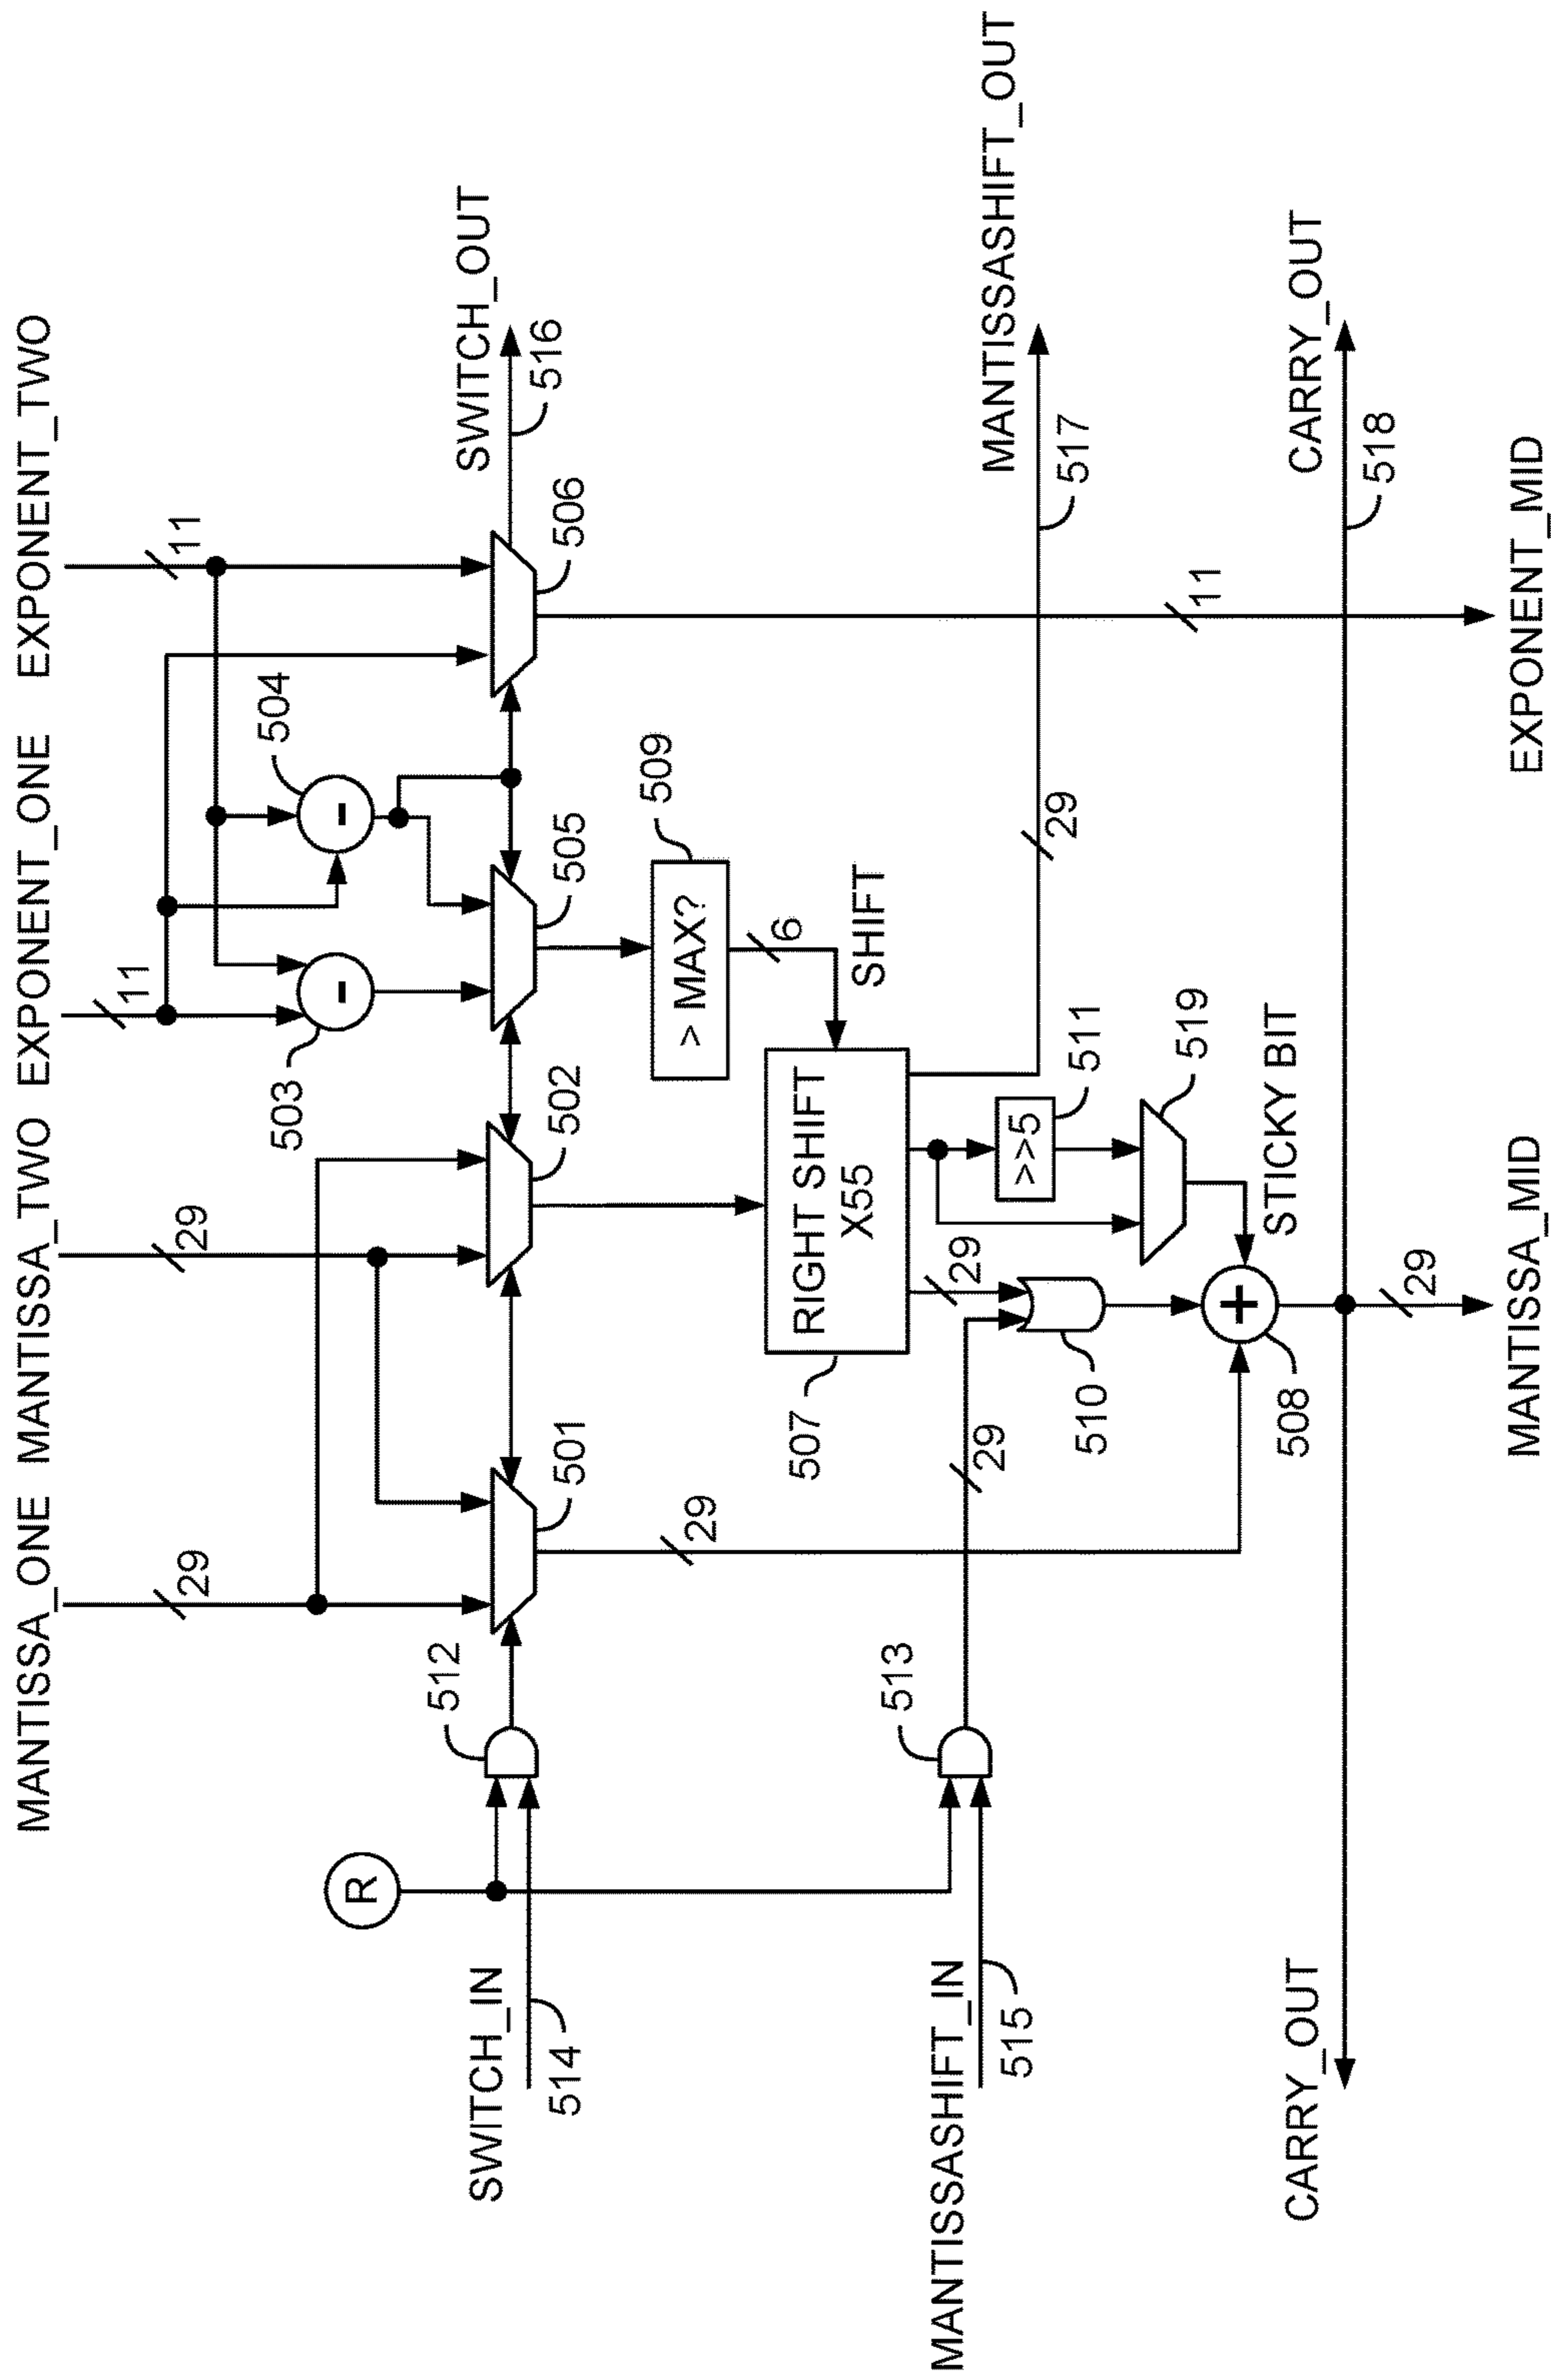 MANTISSA_ONE MANTISSA_TWO EXPONENT_ONE EXPONENT_TWO
29
29
11
11
R
503
504
512
SWITCH_IN
514
501
502
505
506
SWITCH_OUT
516
29
> MAX?
509
6
SHIFT
507
RIGHT SHIFT
X55
513
MANTISSASHIFT_IN
515
29
29
510
>>5
511
29
MANTISSASHIFT_OUT
517
519
STICKY BIT
508
11
CARRY_OUT
CARRY_OUT
518
29
MANTISSA_MID
EXPONENT_MID